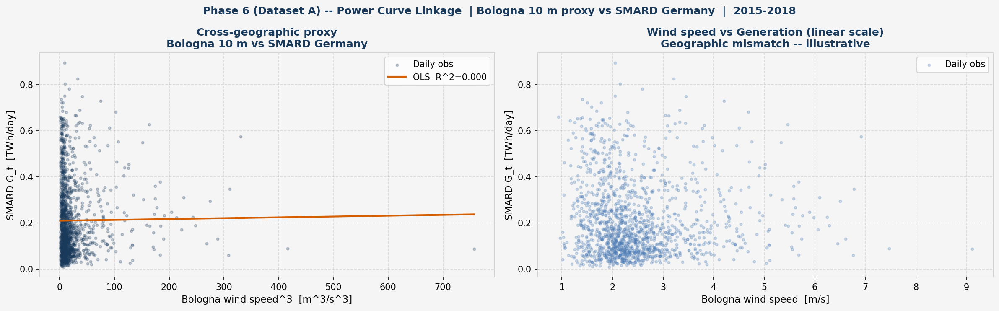 Phase 6 (Dataset A) -- Power Curve Linkage | Bologna 10 m proxy vs SMARD Germany | 2015-2018
Cross-geographic proxy
Bologna 10 m vs SMARD Germany
Daily obs
OLS R^2=0.000
SMARD G_t [TWh/day]
0.8
0.6
0.4
0.2
0.0
0 100 200 300 400 500 600 700
Bologna wind speed^3 [m^3/s^3]
Wind speed vs Generation (linear scale)
Geographic mismatch -- illustrative
Daily obs
SMARD G_t [TWh/day]
0.8
0.6
0.4
0.2
0.0
1 2 3 4 5 6 7 8 9
Bologna wind speed [m/s]